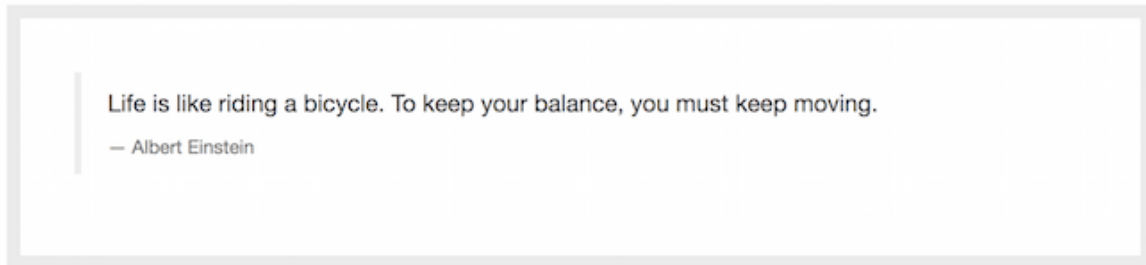 Life is like riding a bicycle. To keep your balance, you must keep moving.
— Albert Einstein